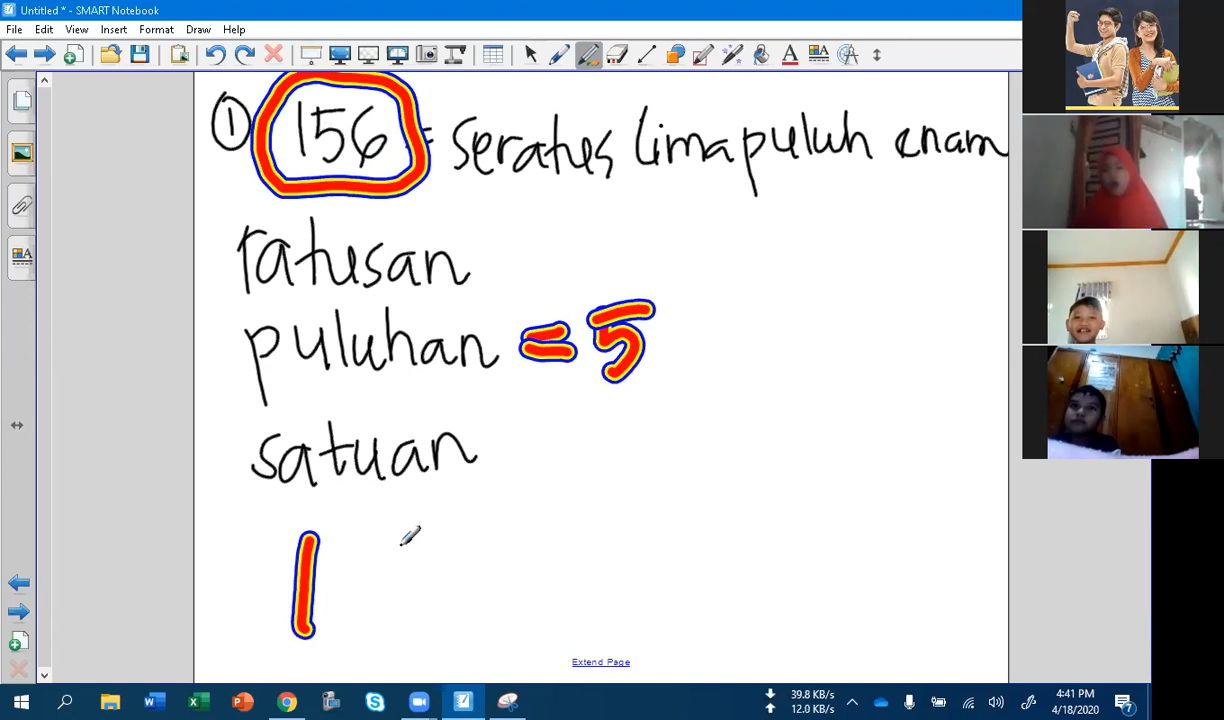 Untitled * - SMART Notebook
File Edit View Insert Format Draw Help
① 156 = seratus limapuluh enam
ratusan
puluhan = 5
satuan
1
Extend Page
39.8 KB/s
12.0 KB/s
4:41 PM
4/18/2020
7